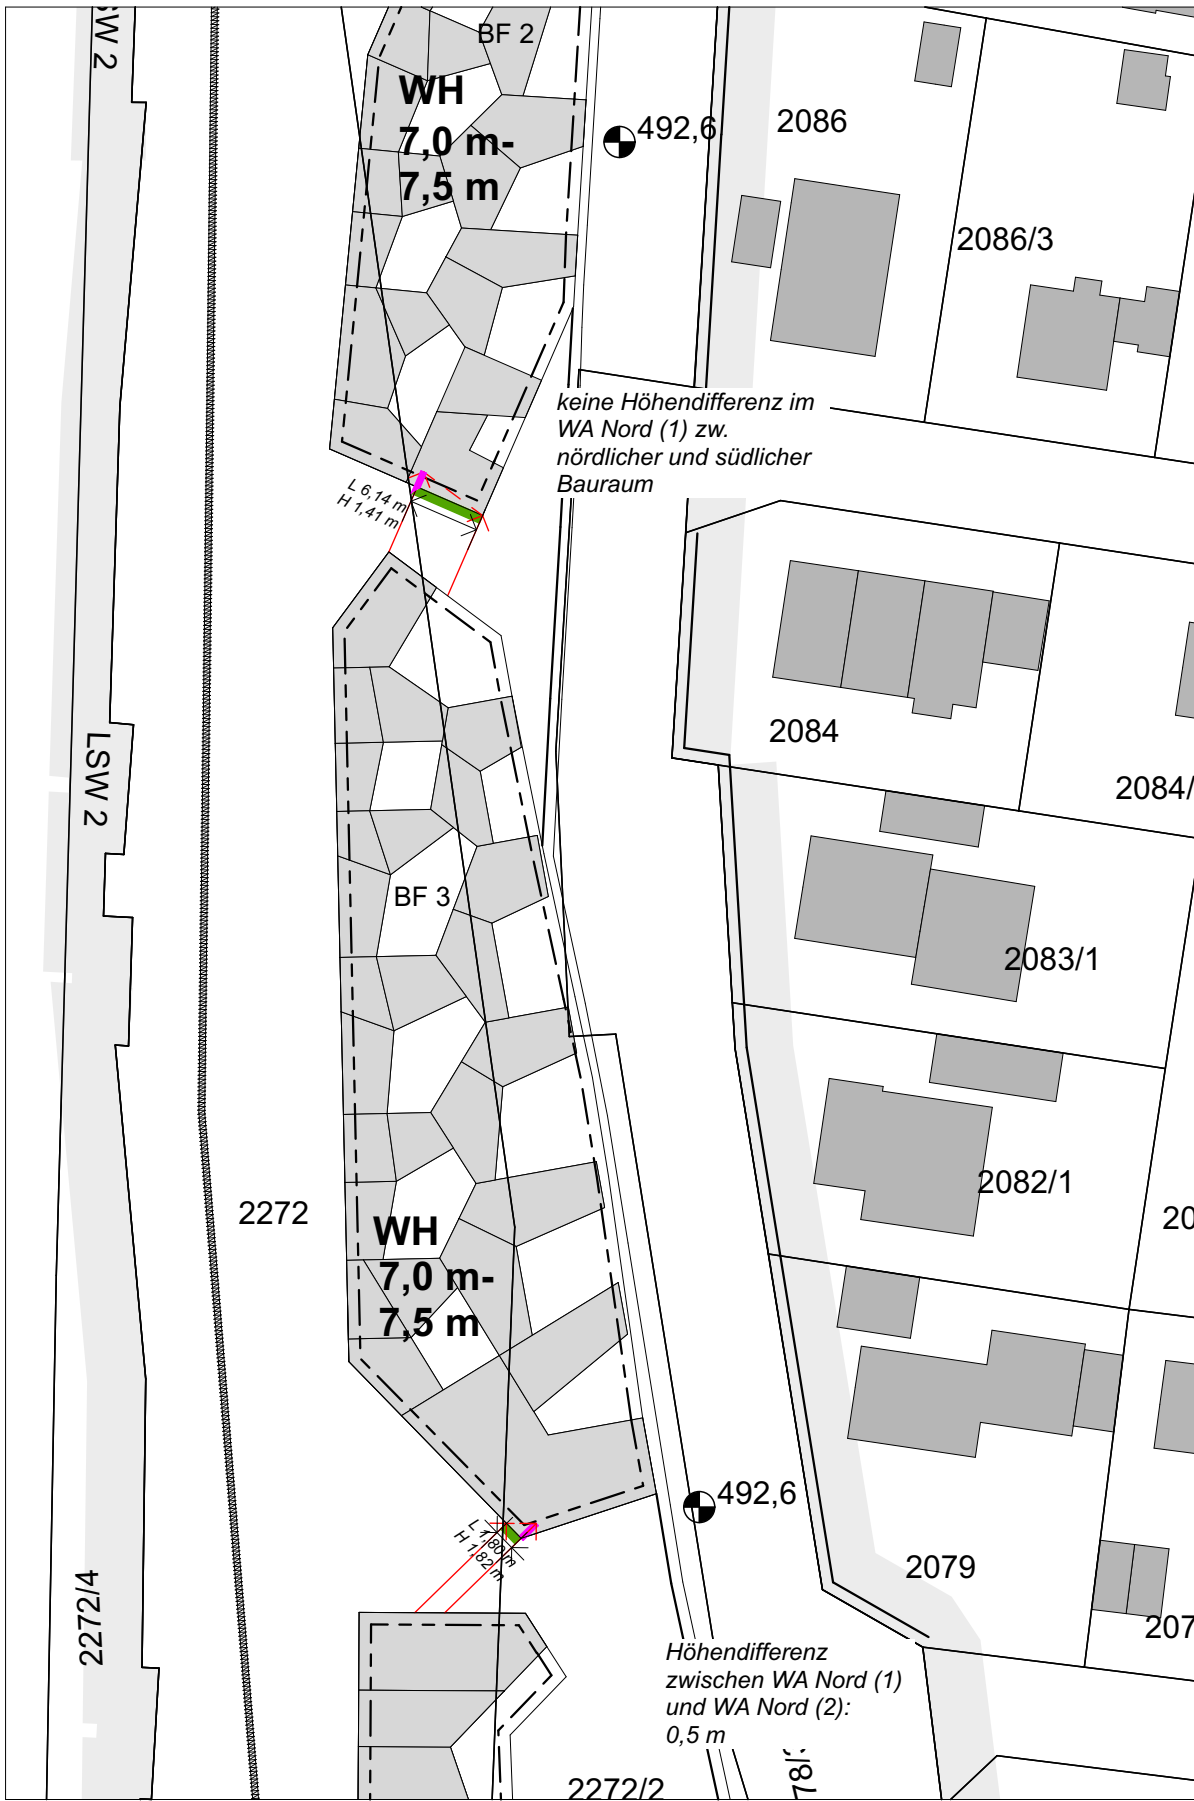 SW 2
BF 2
WH
7,0 m-
7,5 m
492,6
2086
2086/3
keine Höhendifferenz im
WA Nord (1) zw.
nördlicher und südlicher
Bauraum
L 6,14 m
H 1,41 m
2084
2084/
LSW 2
BF 3
2083/1
2082/1
20
2272
WH
7,0 m-
7,5 m
492,6
L 1,80 m
H 1,82 m
2079
207
2272/4
Höhendifferenz
zwischen WA Nord (1)
und WA Nord (2):
0,5 m
2272/2